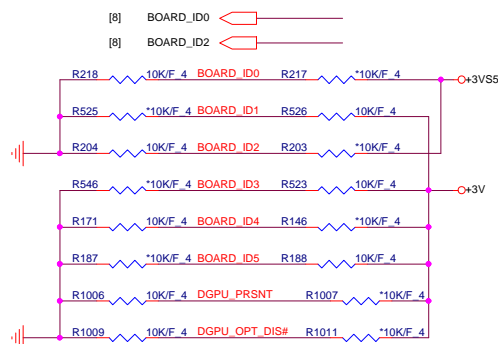 [8] BOARD_ID0
[8] BOARD_ID2
R218 10K/F_4 BOARD_ID0 R217 *10K/F_4 +3VS5
R525 *10K/F_4 BOARD_ID1 R526 10K/F_4
R204 10K/F_4 BOARD_ID2 R203 *10K/F_4
R546 *10K/F_4 BOARD_ID3 R523 10K/F_4 +3V
R171 10K/F_4 BOARD_ID4 R146 *10K/F_4
R187 *10K/F_4 BOARD_ID5 R188 10K/F_4
R1006 10K/F_4 DGPU_PRSNT R1007 *10K/F_4
R1009 10K/F_4 DGPU_OPT_DIS# R1011 *10K/F_4